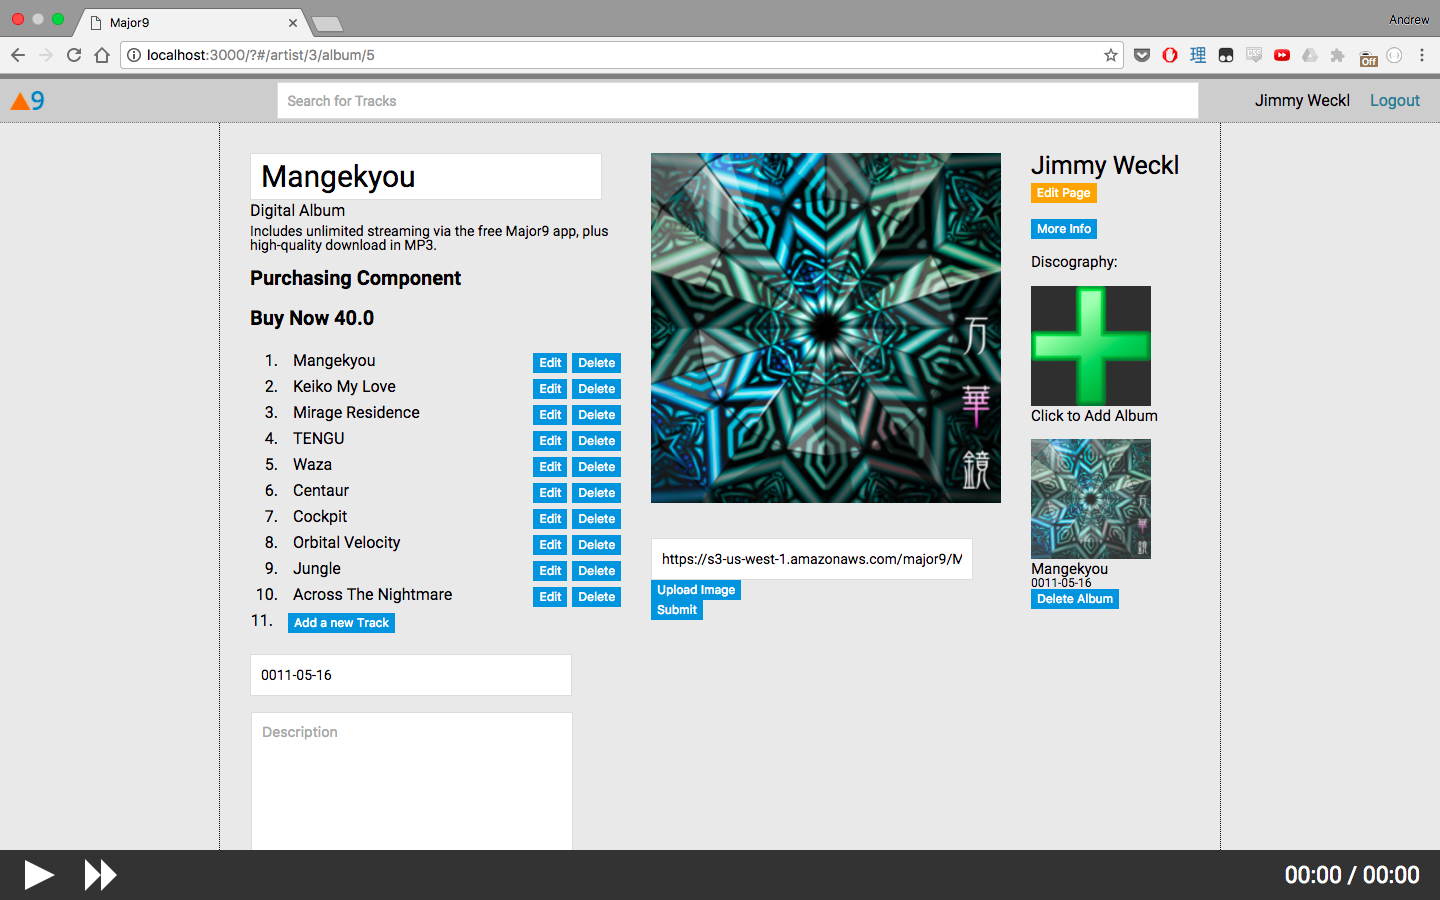 Major9
Andrew
localhost:3000/?#/artist/3/album/5
理
Off
9
Search for Tracks
Jimmy Weckl
Logout
Mangekyou
Digital Album
Includes unlimited streaming via the free Major9 app, plus
high-quality download in MP3.
Purchasing Component
Buy Now 40.0
1. Mangekyou Edit Delete
2. Keiko My Love Edit Delete
3. Mirage Residence Edit Delete
4. TENGU Edit Delete
5. Waza Edit Delete
6. Centaur Edit Delete
7. Cockpit Edit Delete
8. Orbital Velocity Edit Delete
9. Jungle Edit Delete
10. Across The Nightmare Edit Delete
11. Add a new Track
0011-05-16
Description
万
華
鏡
https://s3-us-west-1.amazonaws.com/major9/M
Upload Image
Submit
Jimmy Weckl
Edit Page
More Info
Discography:
Click to Add Album
万
華
鏡
Mangekyou
0011-05-16
Delete Album
00:00 / 00:00